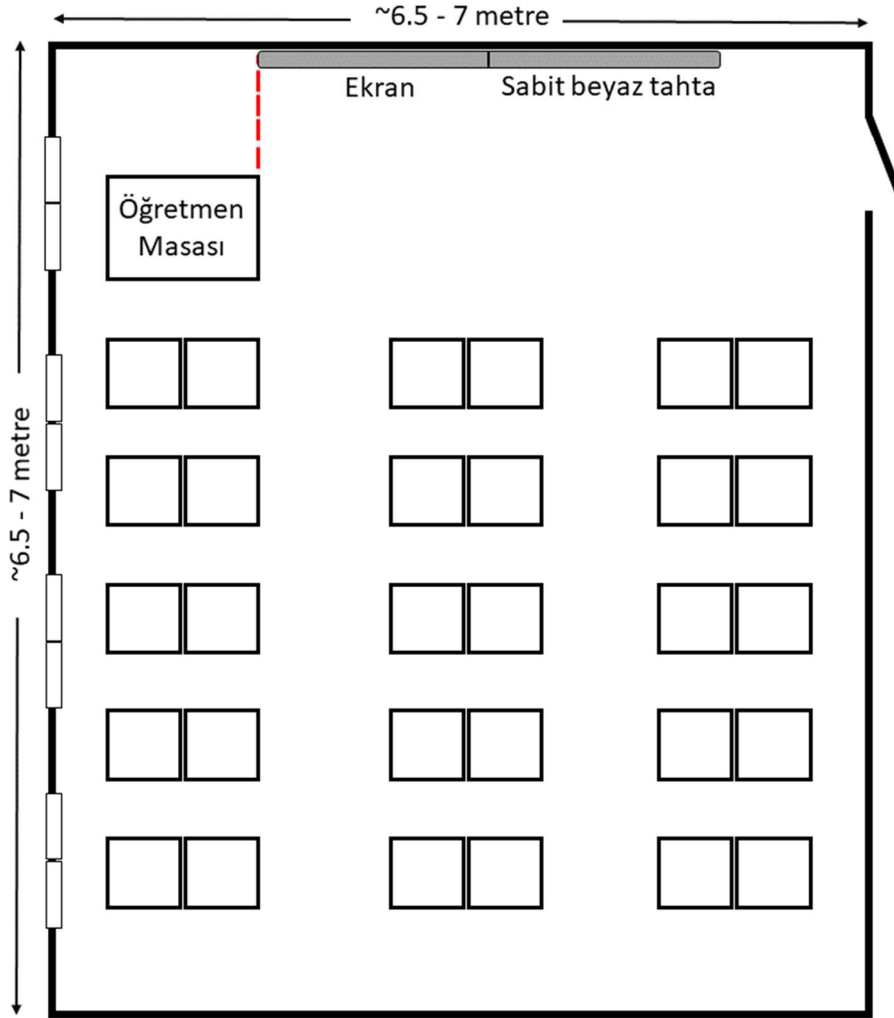 ~6.5 - 7 metre
Ekran
Sabit beyaz tahta
Öğretmen
Masası
~6.5 - 7 metre